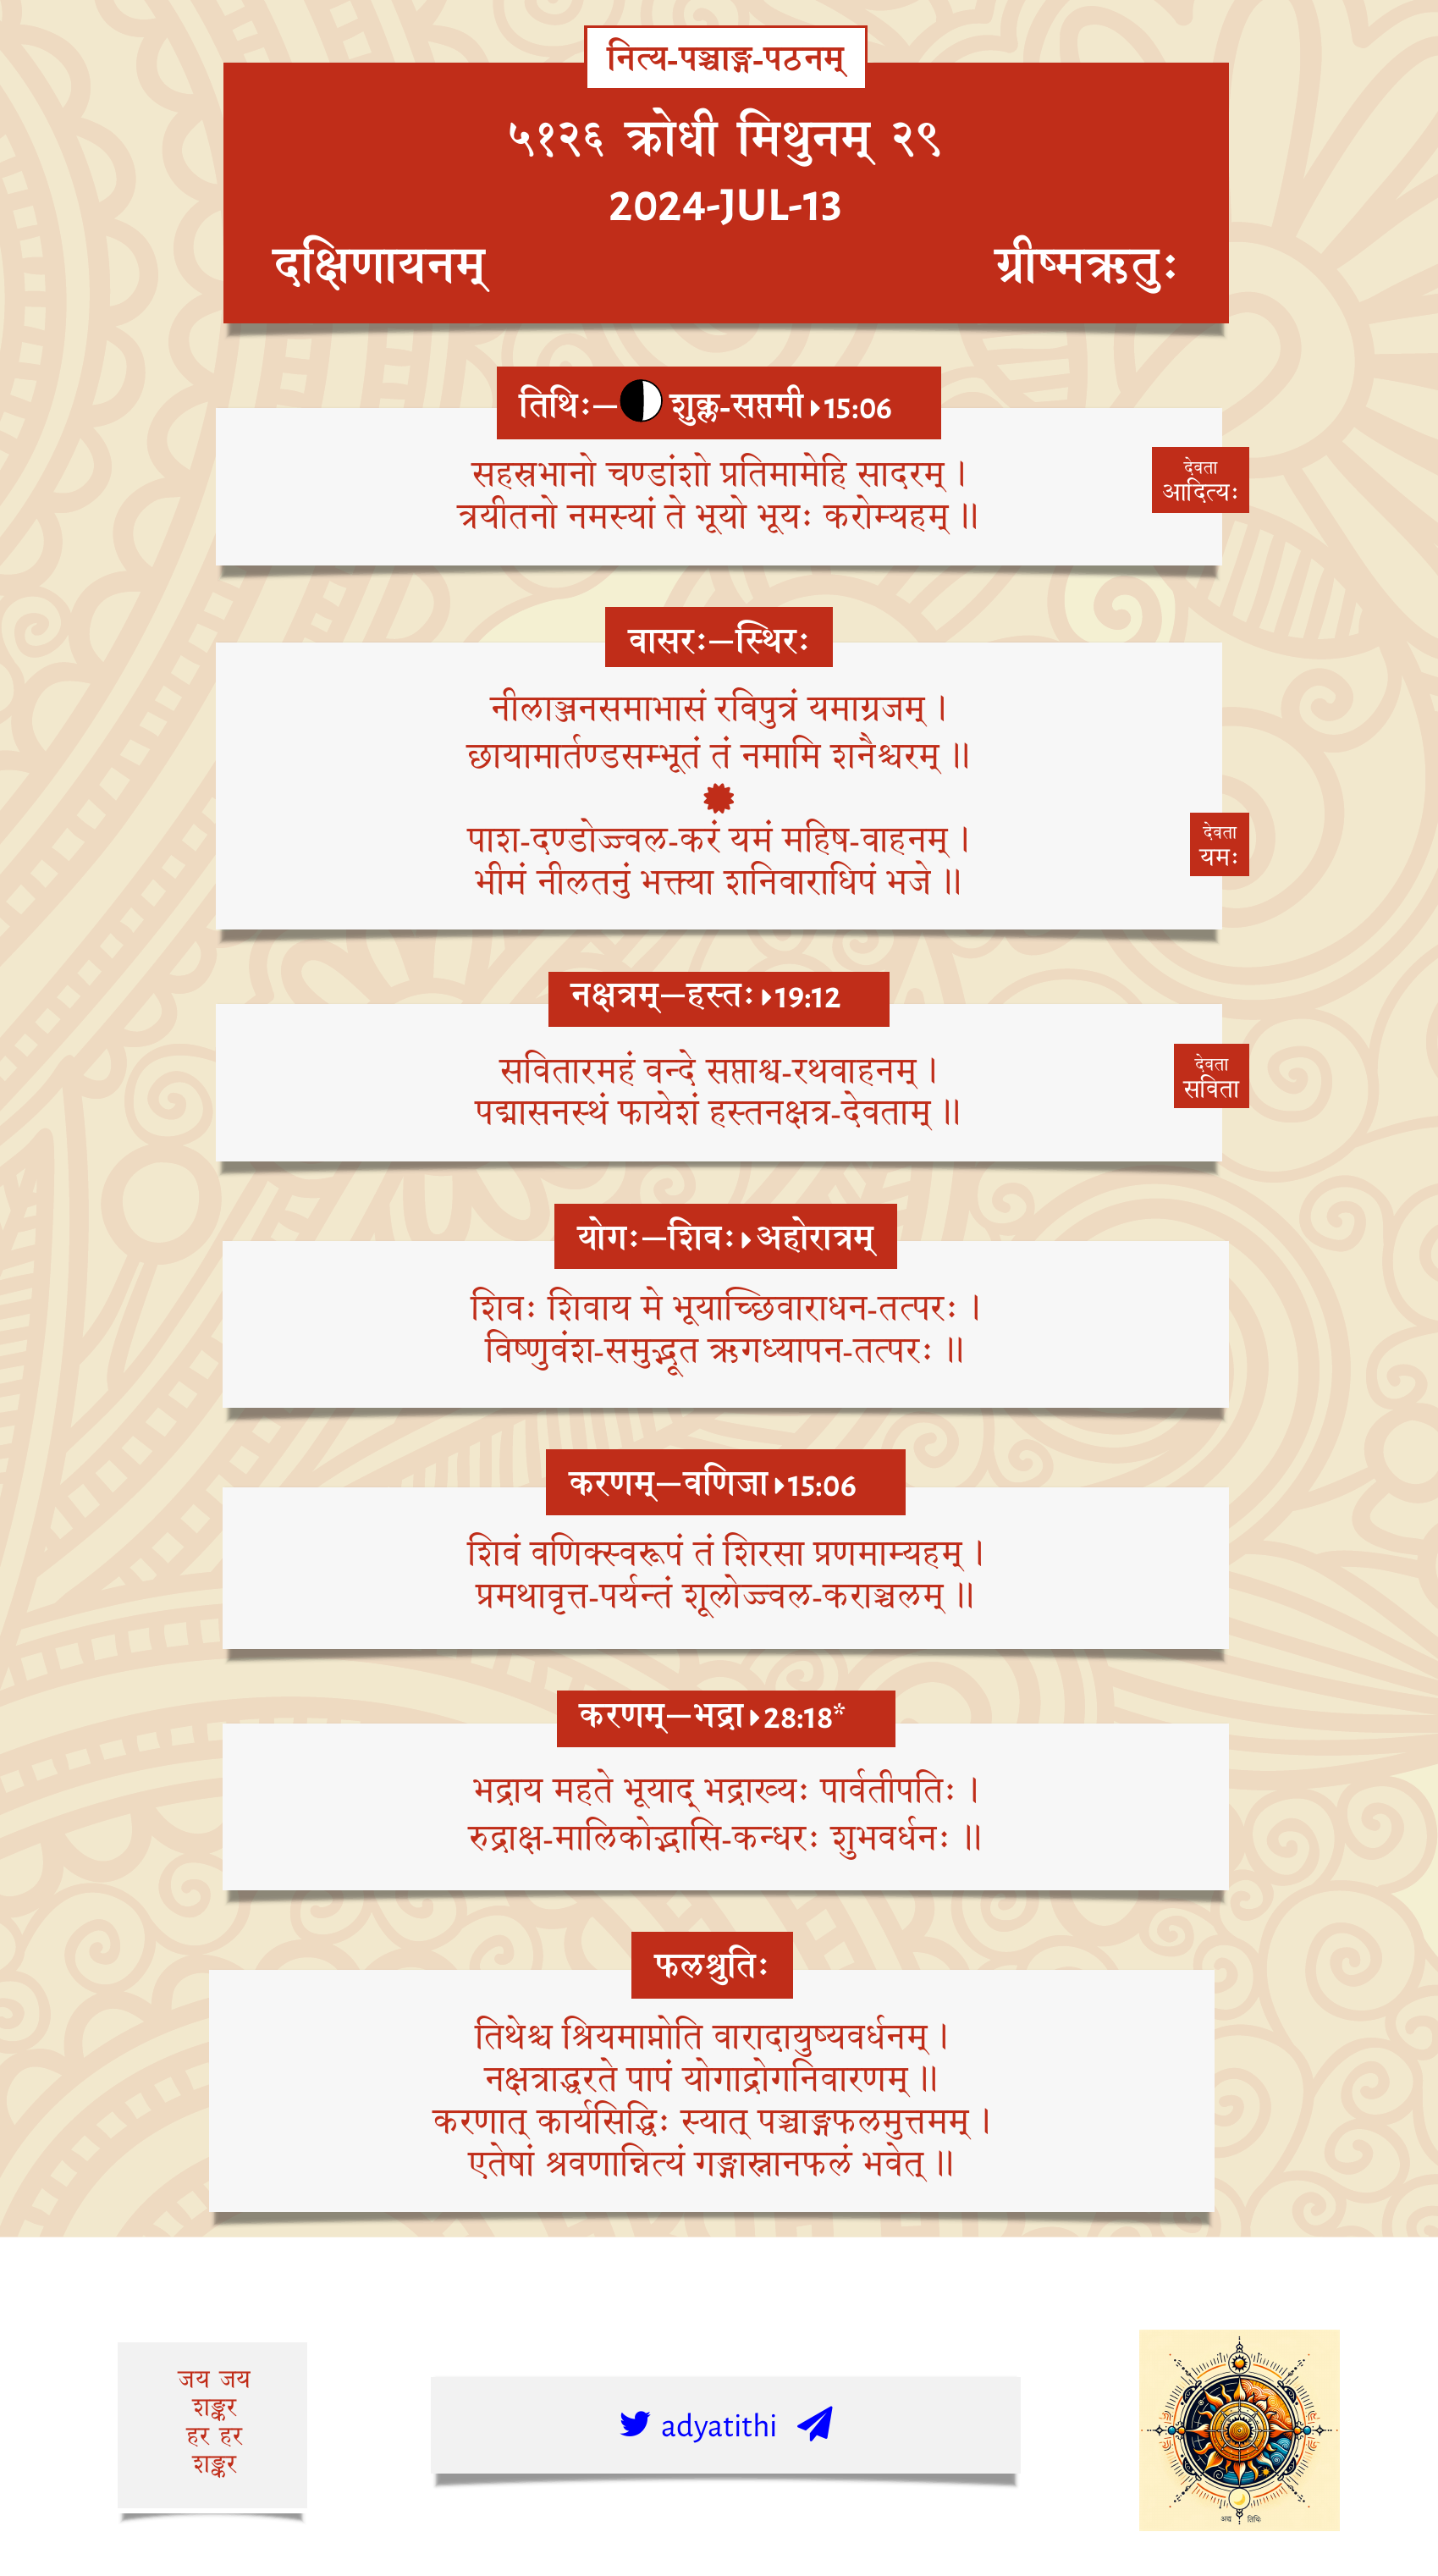 नित्य-पञ्चाङ्ग-पठनम्
५१२६ क्रोधी मिथुनम् २९
2024-JUL-13
दक्षिणायनम् ग्रीष्मऋतुः
तिथिः—शुक्ल-सप्तमी 15:06
सहस्रभानो चण्डांशो प्रतिमामेहि सादरम् ।
त्रयीतनो नमस्यां ते भूयो भूयः करोम्यहम् ॥
देवता
आदित्यः
वासरः—स्थिरः
नीलाञ्जनसमाभासं रविपुत्रं यमाग्रजम् ।
छायामार्तण्डसम्भूतं तं नमामि शनैश्चरम् ॥
पाश-दण्डोज्ज्वल-करं यमं महिष-वाहनम् ।
भीमं नीलतनुं भक्त्या शनिवाराधिपं भजे ॥
देवता
यमः
नक्षत्रम्—हस्तः 19:12
सवितारमहं वन्दे सप्ताश्व-रथवाहनम् ।
पद्मासनस्थं फायेशं हस्तनक्षत्र-देवताम् ॥
देवता
सविता
योगः—शिवः अहोरात्रम्
शिवः शिवाय मे भूयाच्छिवाराधन-तत्परः ।
विष्णुवंश-समुद्भूत ऋगध्यापन-तत्परः ॥
करणम्—वणिजा 15:06
शिवं वणिक्स्वरूपं तं शिरसा प्रणमाम्यहम् ।
प्रमथावृत्त-पर्यन्तं शूलोज्ज्वल-कराञ्चलम् ॥
करणम्—भद्रा 28:18*
भद्राय महते भूयाद् भद्राख्यः पार्वतीपतिः ।
रुद्राक्ष-मालिकोद्भासि-कन्धरः शुभवर्धनः ॥
फलश्रुतिः
तिथेश्च श्रियमाप्नोति वारादायुष्यवर्धनम् ।
नक्षत्राद्धरते पापं योगाद्रोगनिवारणम् ॥
करणात् कार्यसिद्धिः स्यात् पञ्चाङ्गफलमुत्तमम् ।
एतेषां श्रवणान्नित्यं गङ्गास्नानफलं भवेत् ॥
जय जय
शङ्कर
हर हर
शङ्कर
adyatithi
अद्य तिथिः